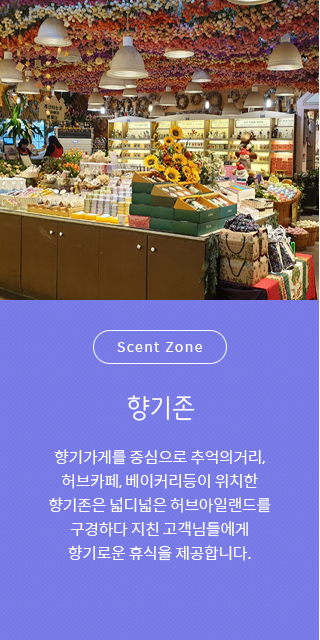 Scent Zone
향기존
향기가게를 중심으로 추억의거리,
허브카페, 베이커리등이 위치한
향기존은 넓디넓은 허브아일랜드를
구경하다 지친 고객님들에게
향기로운 휴식을 제공합니다.